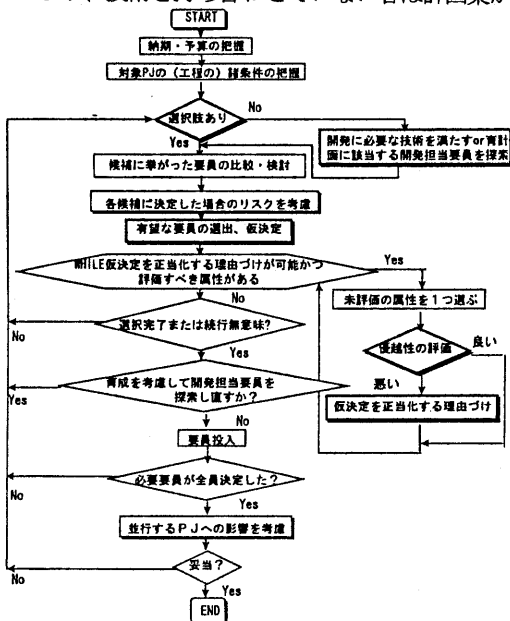 START
納期・予算の把握
対象PJの(工程の)諸条件の把握
選択肢あり
No
Yes
開発に必要な技術を満たすor育計
画に該当する開発担当要員を探索
候補に挙がった要員の比較・検討
各候補に決定した場合のリスクを考慮
有望な要員の選出、仮決定
WHILE仮決定を正当化する理由づけが可能かつ
評価すべき属性がある
Yes
No
未評価の属性を1つ選ぶ
選択完了または続行無意味?
No
Yes
優越性の評価
良い
悪い
仮決定を正当化する理由づけ
育成を考慮して開発担当要員を
探索し直すか?
Yes
No
要員投入
必要要員が全員決定した?
No
Yes
並行するPJへの影響を考慮
妥当?
No
Yes
END